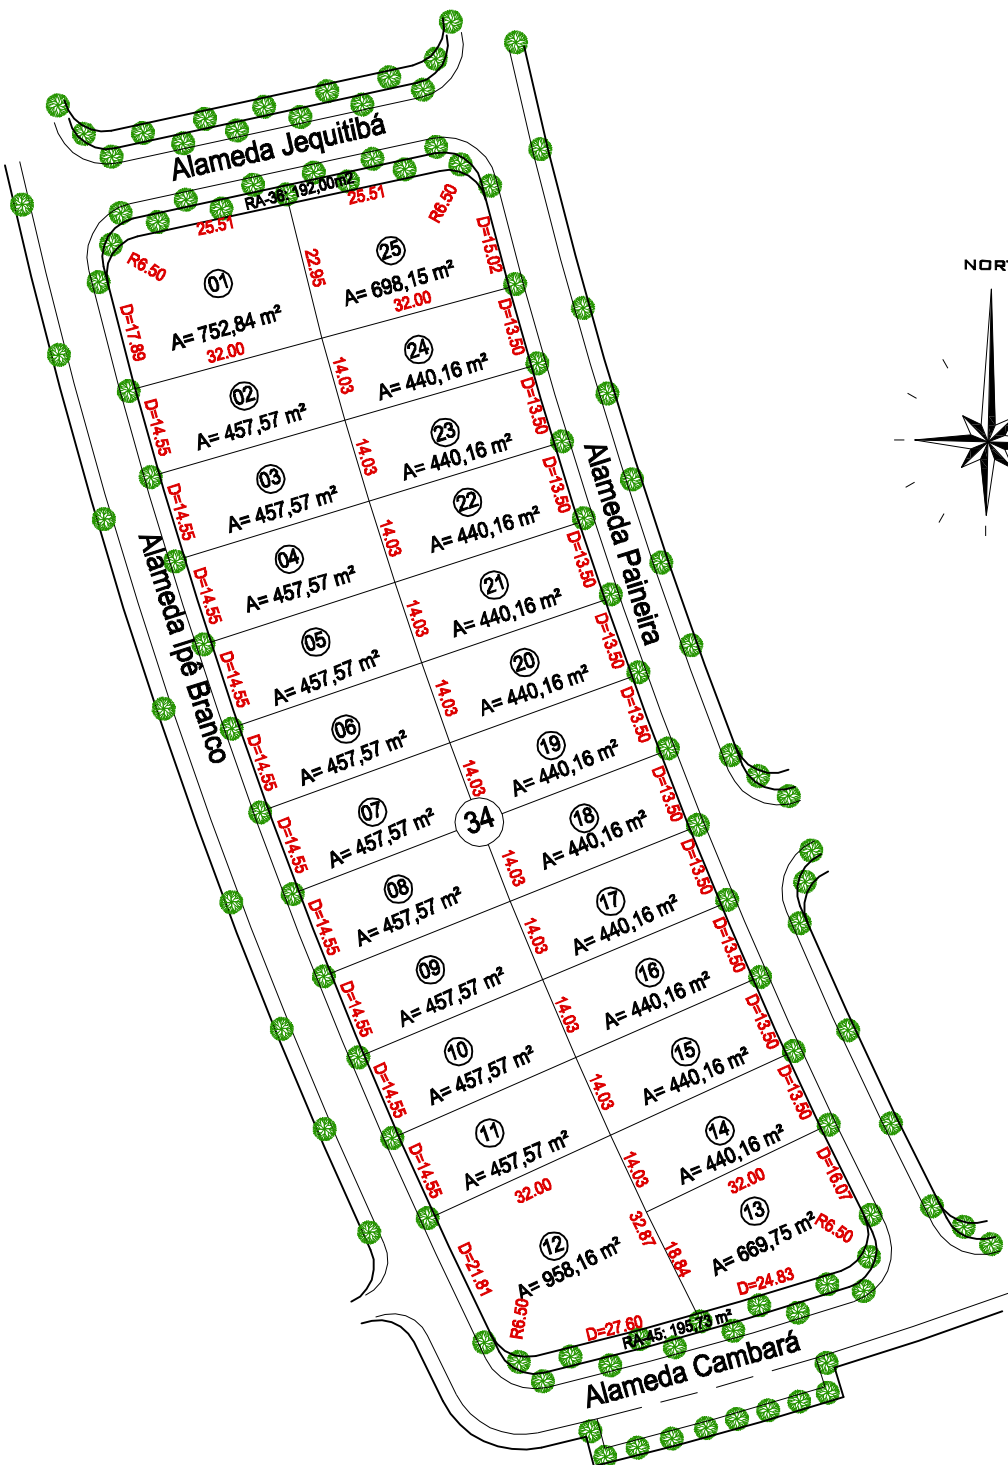 Alameda Jequitibá
RA-36: 192,00m2
25.51
25.51
R6.50
R6.50
D=15.02
NORT
01
A= 752,84 m²
32.00
D=17.89
22.95
25
A= 698,15 m²
32.00
02
A= 457,57 m²
D=14.55
14.03
24
A= 440,16 m²
D=13.50
03
A= 457,57 m²
D=14.55
14.03
23
A= 440,16 m²
D=13.50
04
A= 457,57 m²
D=14.55
14.03
22
A= 440,16 m²
D=13.50
05
A= 457,57 m²
D=14.55
14.03
21
A= 440,16 m²
D=13.50
06
A= 457,57 m²
D=14.55
14.03
20
A= 440,16 m²
D=13.50
07
A= 457,57 m²
D=14.55
14.03
19
A= 440,16 m²
D=13.50
34
08
A= 457,57 m²
D=14.55
14.03
18
A= 440,16 m²
D=13.50
09
A= 457,57 m²
D=14.55
14.03
17
A= 440,16 m²
D=13.50
10
A= 457,57 m²
D=14.55
14.03
16
A= 440,16 m²
D=13.50
11
A= 457,57 m²
D=14.55
32.00
14.03
15
A= 440,16 m²
D=13.50
14
A= 440,16 m²
D=13.50
14.03
32.00
12
A= 958,16 m²
D=21.81
R6.50
D=27.60
32.87
18.84
13
A= 669,75 m²
D=16.07
R6.50
D=24.83
RA-45: 195,73 m²
Alameda Ipê Branco
Alameda Paineira
Alameda Cambará